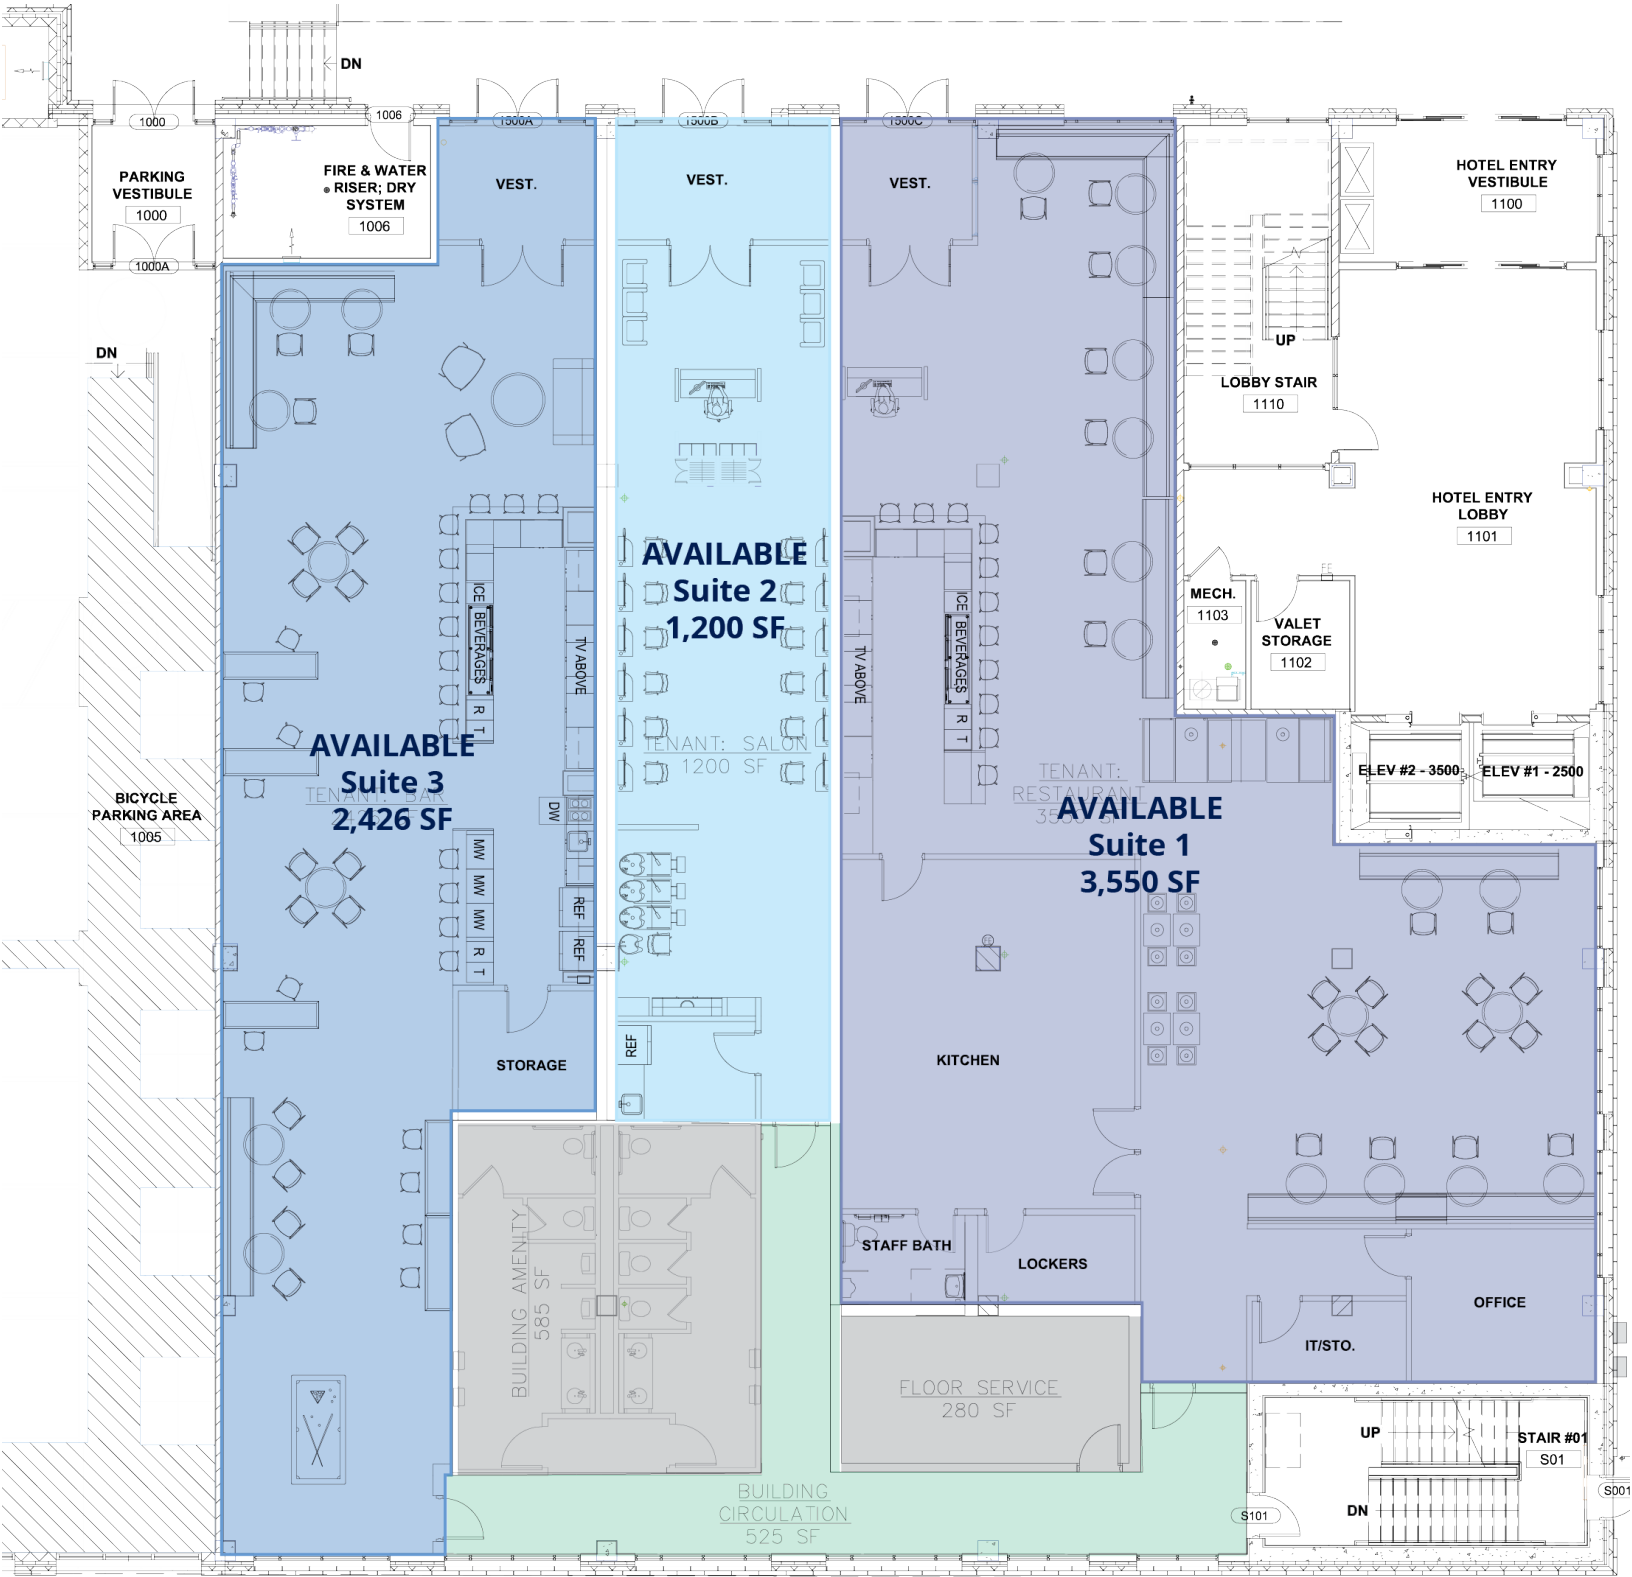 DN
1000
1006
1500A
1500B
1500C
PARKING
VESTIBULE
1000
1000A
FIRE & WATER
RISER; DRY
SYSTEM
1006
VEST.
VEST.
VEST.
HOTEL ENTRY
VESTIBULE
1100
DN
UP
LOBBY STAIR
1110
HOTEL ENTRY
LOBBY
1101
MECH.
1103
VALET
STORAGE
1102
ELEV #2 - 3500
ELEV #1 - 2500
BICYCLE
PARKING AREA
1005
AVAILABLE
Suite 3
2,426 SF
TENANT: BAR
ICE
BEVERAGES
R
T
TV ABOVE
DW
MW
MW
MW
R
T
REF
REF
STORAGE
AVAILABLE
Suite 2
1,200 SF
TENANT: SALON
1200 SF
REF
TV ABOVE
ICE
BEVERAGES
R
T
TENANT:
RESTAURANT
AVAILABLE
Suite 1
3,550 SF
KITCHEN
STAFF BATH
LOCKERS
OFFICE
IT/STO.
BUILDING AMENITY
585 SF
FLOOR SERVICE
280 SF
BUILDING
CIRCULATION
525 SF
UP
STAIR #01
S01
DN
S101
S001